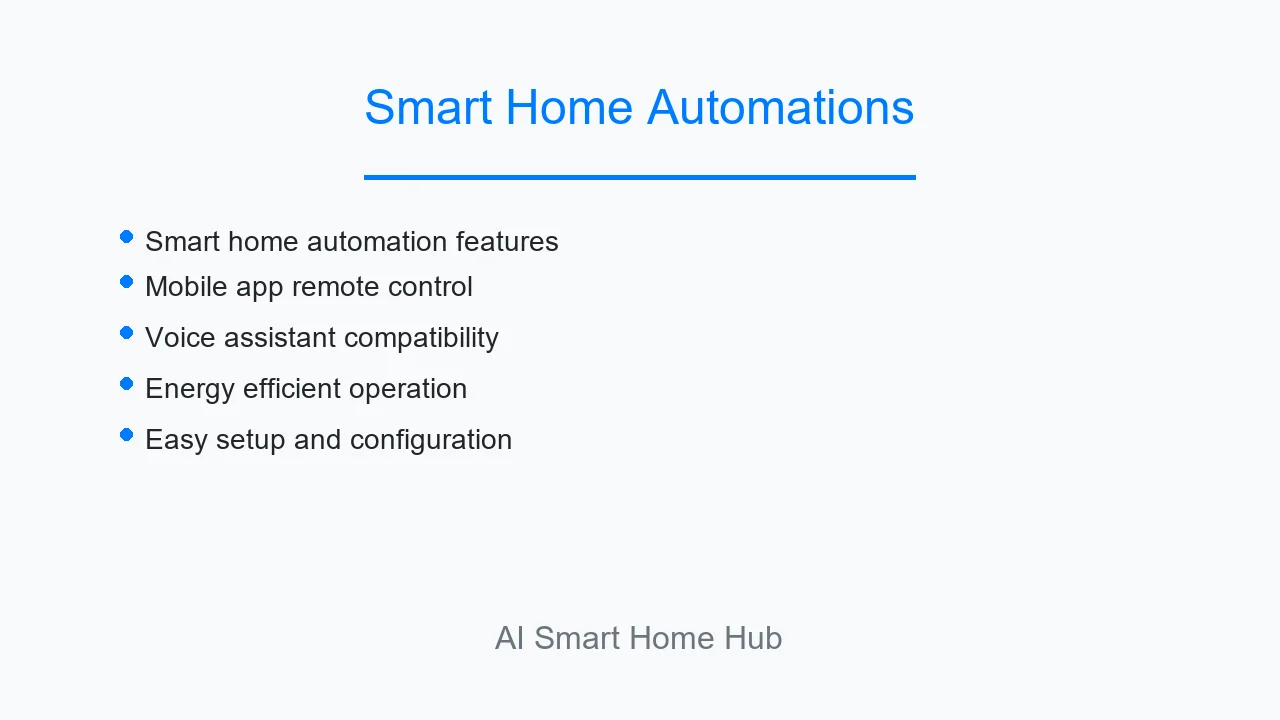 Smart Home Automations
Smart home automation features
Mobile app remote control
Voice assistant compatibility
Energy efficient operation
Easy setup and configuration
AI Smart Home Hub